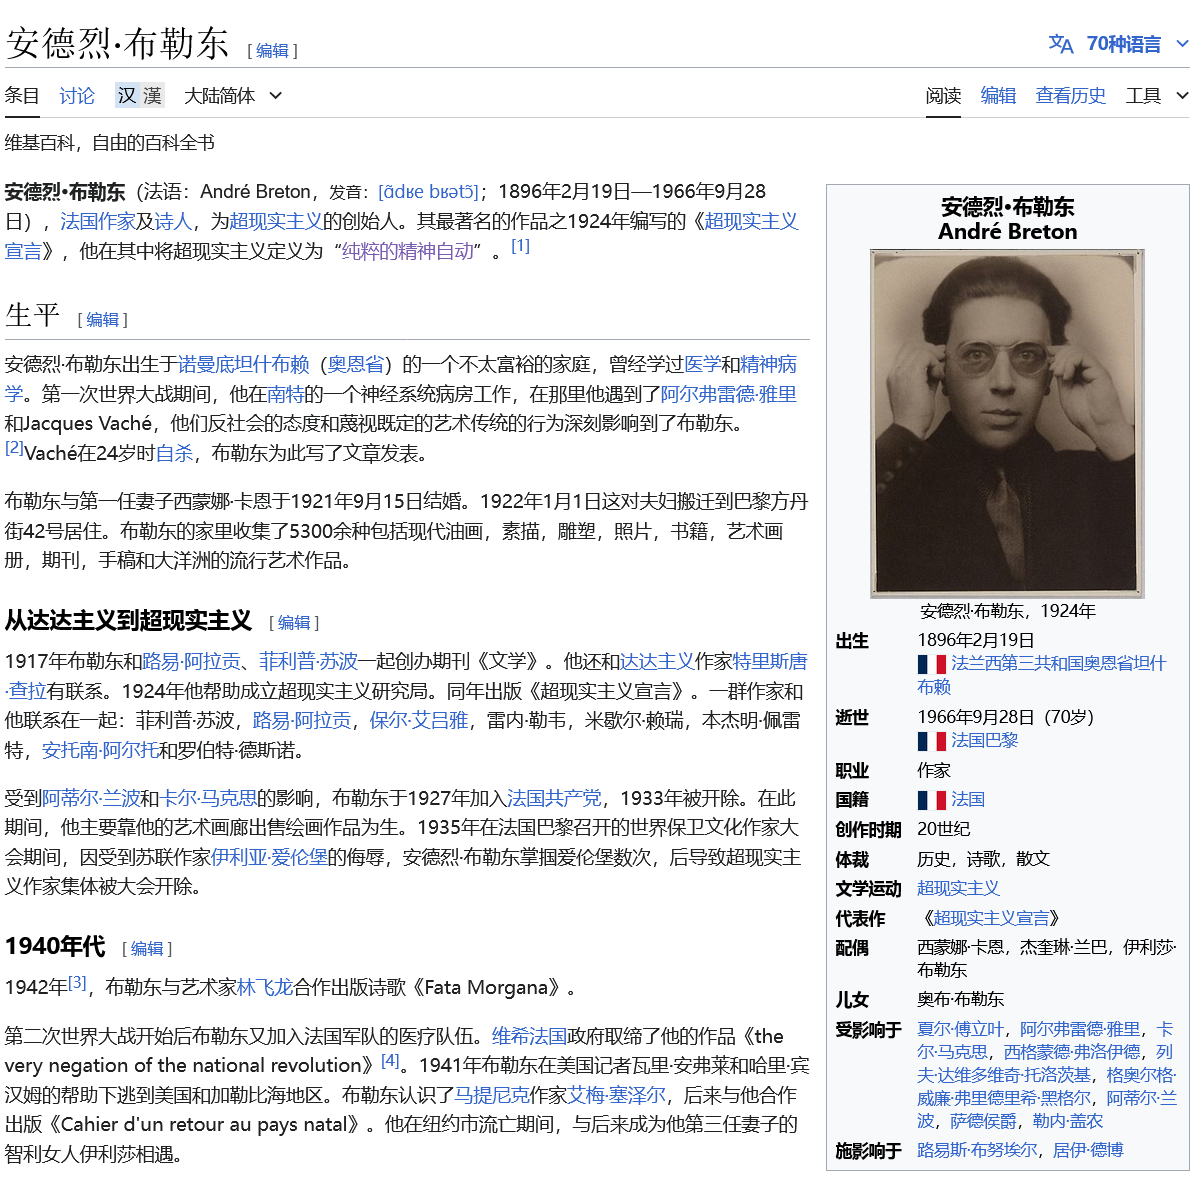 安德烈·布勒东 [ 编辑 ]
70种语言
条目 讨论 汉 漢 大陆简体
阅读 编辑 查看历史 工具
维基百科，自由的百科全书
安德烈·布勒东（法语：André Breton，发音：[ɑ̃dʁe bʁətɔ̃]；1896年2月19日—1966年9月28
日），法国作家及诗人，为超现实主义的创始人。其最著名的作品之1924年编写的《超现实主义
宣言》，他在其中将超现实主义定义为“纯粹的精神自动”。[1]
生平 [ 编辑 ]
安德烈·布勒东出生于诺曼底坦什布赖（奥恩省）的一个不太富裕的家庭，曾经学过医学和精神病
学。第一次世界大战期间，他在南特的一个神经系统病房工作，在那里他遇到了阿尔弗雷德·雅里
和Jacques Vaché，他们反社会的态度和蔑视既定的艺术传统的行为深刻影响到了布勒东。
[2]Vaché在24岁时自杀，布勒东为此写了文章发表。
布勒东与第一任妻子西蒙娜·卡恩于1921年9月15日结婚。1922年1月1日这对夫妇搬迁到巴黎方丹
街42号居住。布勒东的家里收集了5300余种包括现代油画，素描，雕塑，照片，书籍，艺术画
册，期刊，手稿和大洋洲的流行艺术作品。
从达达主义到超现实主义 [ 编辑 ]
1917年布勒东和路易·阿拉贡、菲利普·苏波一起创办期刊《文学》。他还和达达主义作家特里斯唐
·查拉有联系。1924年他帮助成立超现实主义研究局。同年出版《超现实主义宣言》。一群作家和
他联系在一起：菲利普·苏波，路易·阿拉贡，保尔·艾吕雅，雷内·勒韦，米歇尔·赖瑞，本杰明·佩雷
特，安托南·阿尔托和罗伯特·德斯诺。
受到阿蒂尔·兰波和卡尔·马克思的影响，布勒东于1927年加入法国共产党，1933年被开除。在此
期间，他主要靠他的艺术画廊出售绘画作品为生。1935年在法国巴黎召开的世界保卫文化作家大
会期间，因受到苏联作家伊利亚·爱伦堡的侮辱，安德烈·布勒东掌掴爱伦堡数次，后导致超现实主
义作家集体被大会开除。
1940年代 [ 编辑 ]
1942年[3]，布勒东与艺术家林飞龙合作出版诗歌《Fata Morgana》。
第二次世界大战开始后布勒东又加入法国军队的医疗队伍。维希法国政府取缔了他的作品《the
very negation of the national revolution》[4]。1941年布勒东在美国记者瓦里·安弗莱和哈里·宾
汉姆的帮助下逃到美国和加勒比海地区。布勒东认识了马提尼克作家艾梅·塞泽尔，后来与他合作
出版《Cahier d'un retour au pays natal》。他在纽约市流亡期间，与后来成为他第三任妻子的
智利女人伊利莎相遇。
安德烈·布勒东
André Breton
安德烈·布勒东，1924年
出生 1896年2月19日
法兰西第三共和国奥恩省坦什
布赖
逝世 1966年9月28日（70岁）
法国巴黎
职业 作家
国籍 法国
创作时期 20世纪
体裁 历史，诗歌，散文
文学运动 超现实主义
代表作 《超现实主义宣言》
配偶 西蒙娜·卡恩，杰奎琳·兰巴，伊利莎·
布勒东
儿女 奥布·布勒东
受影响于 夏尔·傅立叶，阿尔弗雷德·雅里，卡
尔·马克思，西格蒙德·弗洛伊德，列
夫·达维多维奇·托洛茨基，格奥尔格·
威廉·弗里德里希·黑格尔，阿蒂尔·兰
波，萨德侯爵，勒内·盖农
施影响于 路易斯·布努埃尔，居伊·德博